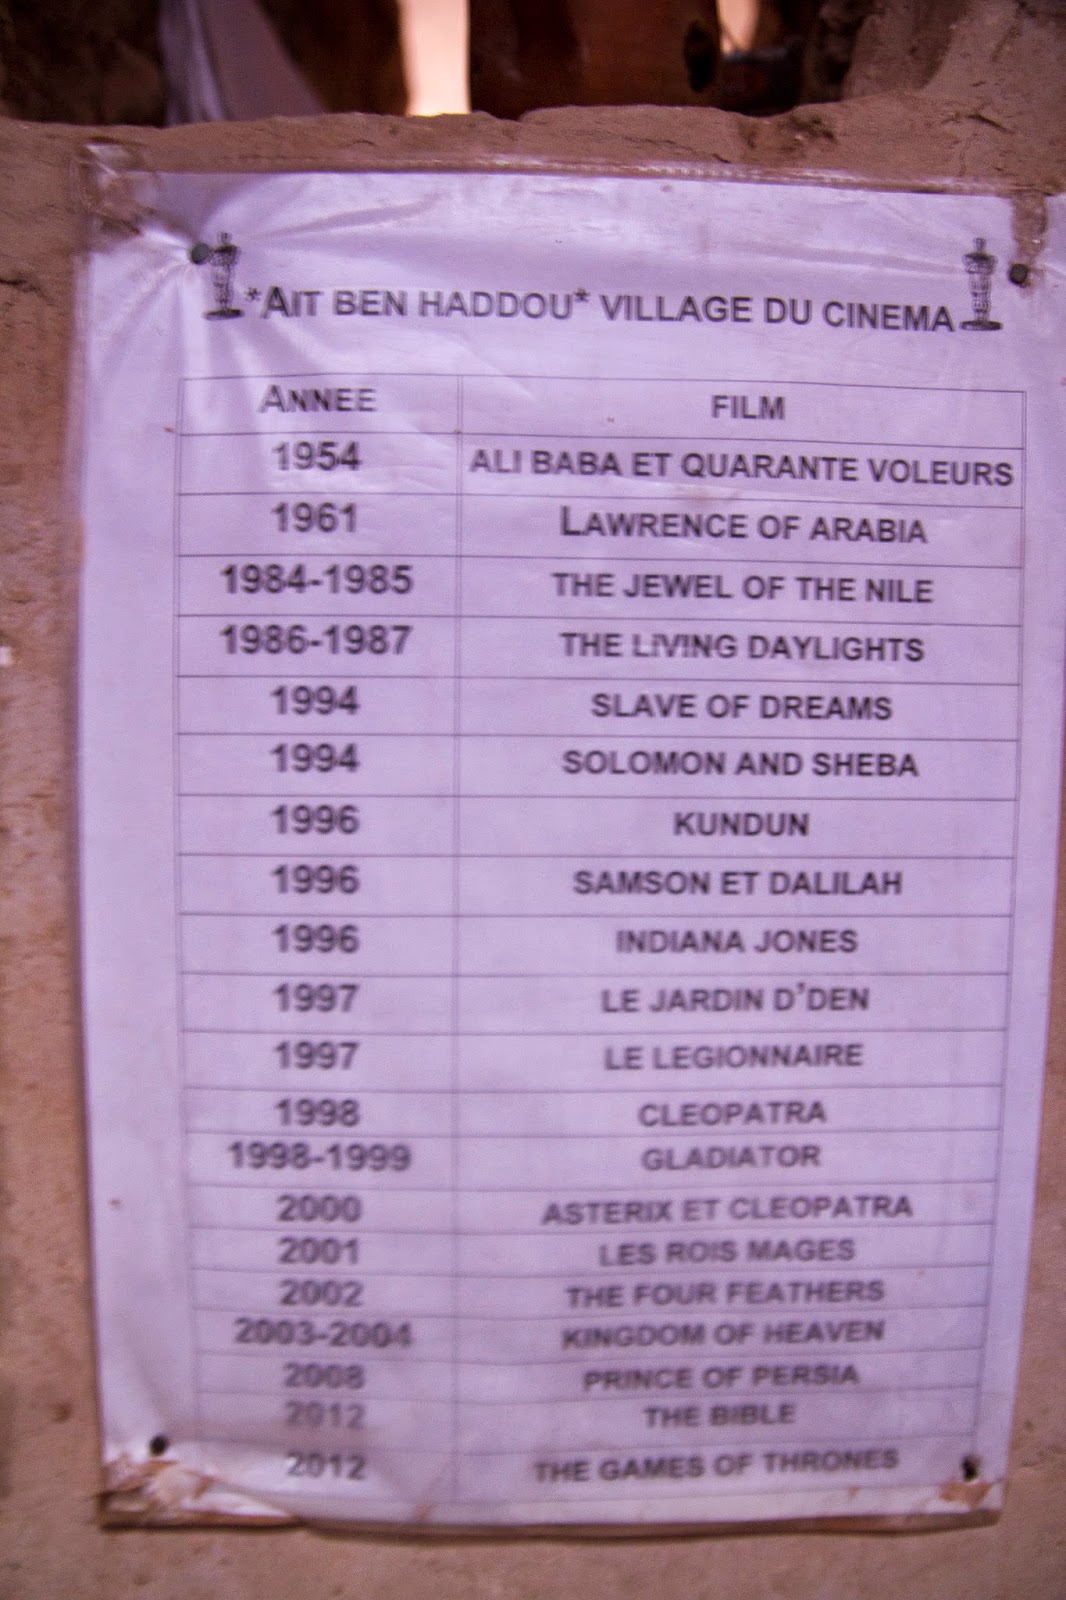 *AIT BEN HADDOU* VILLAGE DU CINEMA
ANNEE FILM
1954 ALI BABA ET QUARANTE VOLEURS
1961 LAWRENCE OF ARABIA
1984-1985 THE JEWEL OF THE NILE
1986-1987 THE LIVING DAYLIGHTS
1994 SLAVE OF DREAMS
1994 SOLOMON AND SHEBA
1996 KUNDUN
1996 SAMSON ET DALILAH
1996 INDIANA JONES
1997 LE JARDIN D'DEN
1997 LE LEGIONNAIRE
1998 CLEOPATRA
1998-1999 GLADIATOR
2000 ASTERIX ET CLEOPATRA
2001 LES ROIS MAGES
2002 THE FOUR FEATHERS
2003-2004 KINGDOM OF HEAVEN
2008 PRINCE OF PERSIA
2012 THE BIBLE
2012 THE GAMES OF THRONES